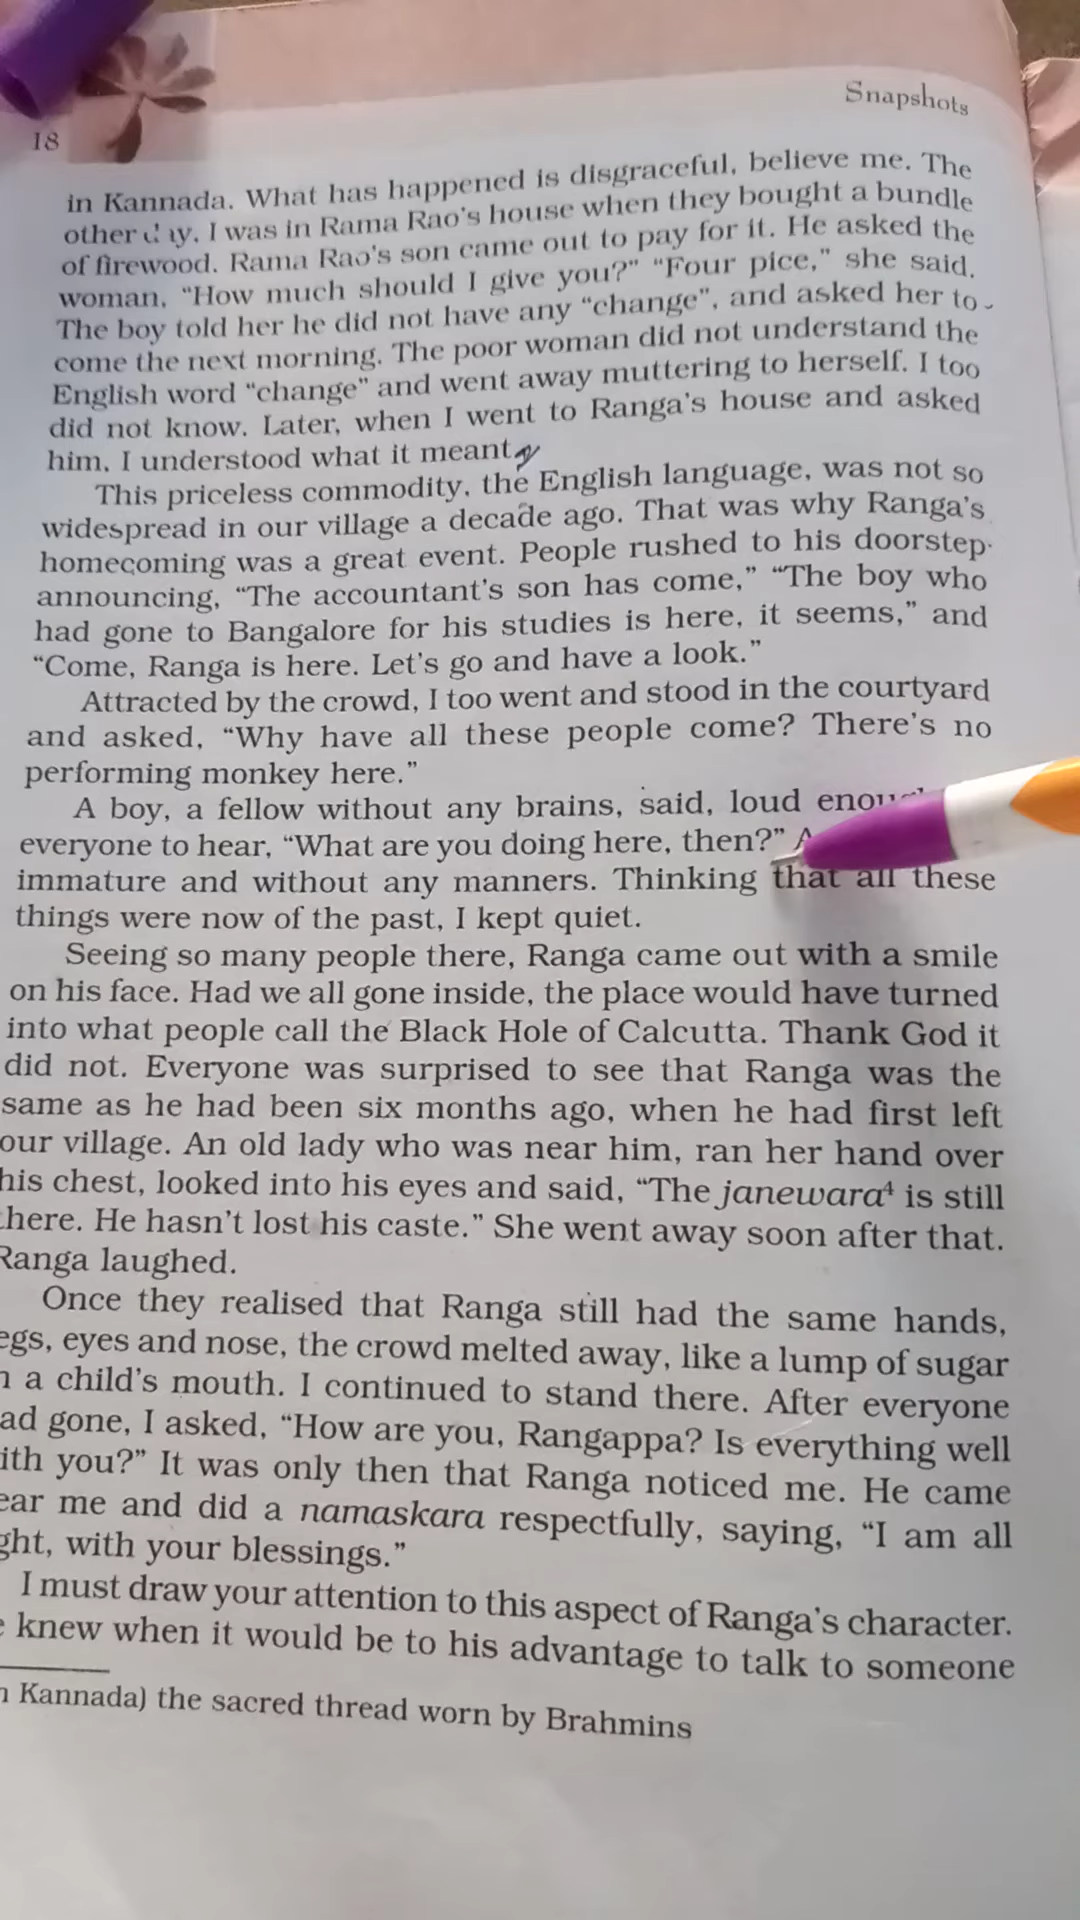 Snapshots
18
in Kannada. What has happened is disgraceful, believe me. The
other day, I was in Rama Rao's house when they bought a bundle
of firewood. Rama Rao's son came out to pay for it. He asked the
woman, “How much should I give you?” “Four pice,” she said.
The boy told her he did not have any “change”, and asked her to
come the next morning. The poor woman did not understand the
English word “change” and went away muttering to herself. I too
did not know. Later, when I went to Ranga's house and asked
him, I understood what it meant.
This priceless commodity, the English language, was not so
widespread in our village a decade ago. That was why Ranga's
homecoming was a great event. People rushed to his doorstep
announcing, “The accountant's son has come,” “The boy who
had gone to Bangalore for his studies is here, it seems,” and
“Come, Ranga is here. Let's go and have a look.”
Attracted by the crowd, I too went and stood in the courtyard
and asked, “Why have all these people come? There's no
performing monkey here.”
A boy, a fellow without any brains, said, loud
everyone to hear, “What are you doing here, then?”
immature and without any manners. Thinking that all these
things were now of the past, I kept quiet.
Seeing so many people there, Ranga came out with a smile
on his face. Had we all gone inside, the place would have turned
into what people call the Black Hole of Calcutta. Thank God it
did not. Everyone was surprised to see that Ranga was the
same as he had been six months ago, when he had first left
our village. An old lady who was near him, ran her hand over
his chest, looked into his eyes and said, “The janewara⁴ is still
there. He hasn't lost his caste.” She went away soon after that.
Ranga laughed.
Once they realised that Ranga still had the same hands,
egs, eyes and nose, the crowd melted away, like a lump of sugar
a child's mouth. I continued to stand there. After everyone
ad gone, I asked, “How are you, Rangappa? Is everything well
ith you?” It was only then that Ranga noticed me. He came
ear me and did a namaskara respectfully, saying, “I am all
ght, with your blessings.”
I must draw your attention to this aspect of Ranga's character.
knew when it would be to his advantage to talk to someone
Kannada) the sacred thread worn by Brahmins